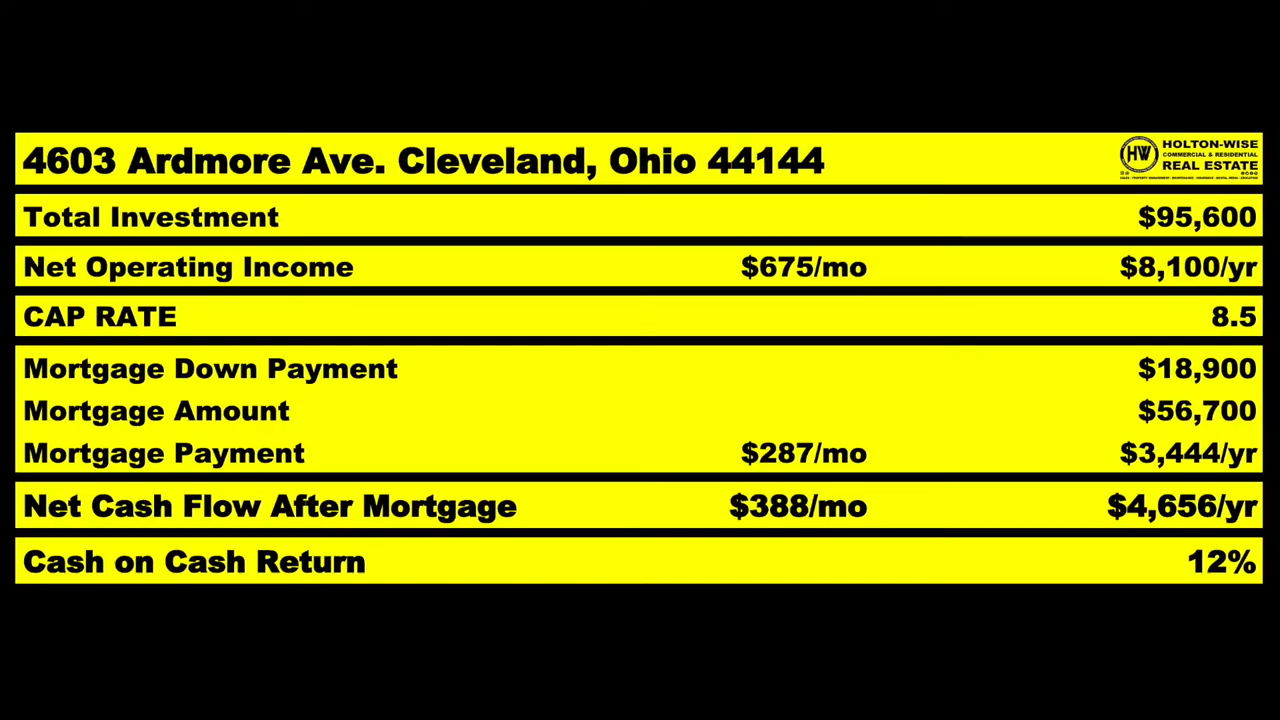 4603 Ardmore Ave. Cleveland, Ohio 44144
HW
HOLTON-WISE
COMMERCIAL & RESIDENTIAL
REAL ESTATE
Total Investment $95,600
Net Operating Income $675/mo $8,100/yr
CAP RATE 8.5
Mortgage Down Payment $18,900
Mortgage Amount $56,700
Mortgage Payment $287/mo $3,444/yr
Net Cash Flow After Mortgage $388/mo $4,656/yr
Cash on Cash Return 12%